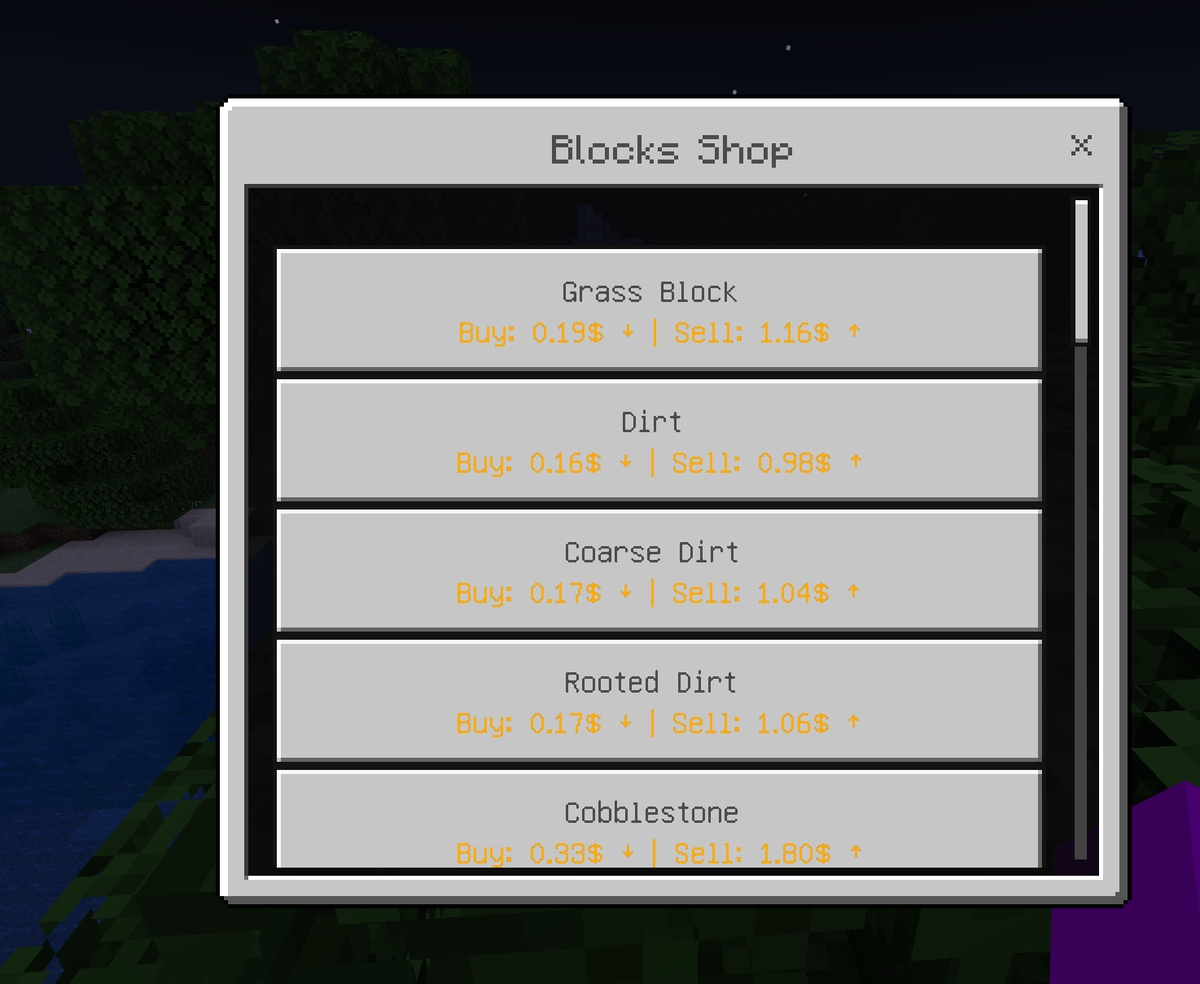 Blocks Shop
Grass Block
Buy: 0.19$ ↓ | Sell: 1.16$ ↑
Dirt
Buy: 0.16$ ↓ | Sell: 0.98$ ↑
Coarse Dirt
Buy: 0.17$ ↓ | Sell: 1.04$ ↑
Rooted Dirt
Buy: 0.17$ ↓ | Sell: 1.06$ ↑
Cobblestone
Buy: 0.33$ ↓ | Sell: 1.80$ ↑